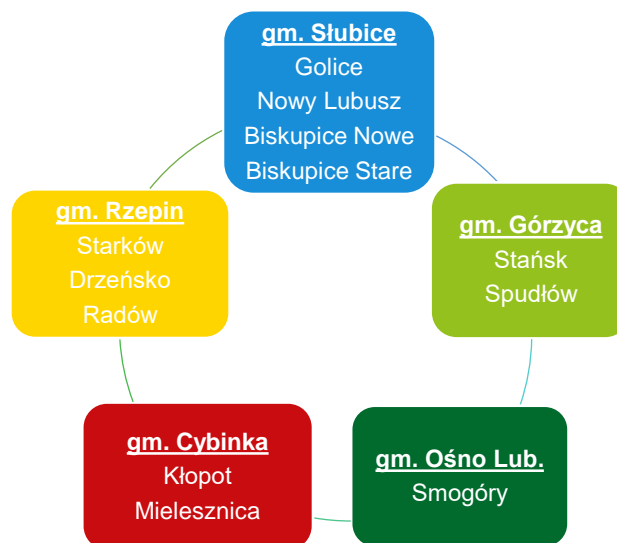 gm. Słubice
Golice
Nowy Lubusz
Biskupice Nowe
Biskupice Stare
gm. Rzepin
Starków
Drzeńsko
Radów
gm. Górzyca
Stańsk
Spudłów
gm. Cybinka
Kłopot
Mielesznica
gm. Ośno Lub.
Smogóry